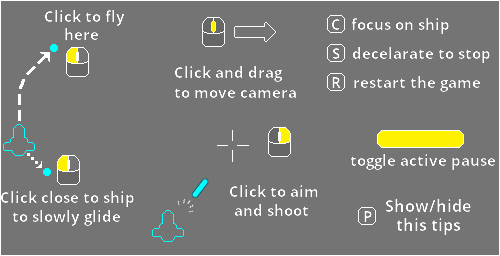 Click to fly
here
Click and drag
to move camera
C focus on ship
S decelarate to stop
R restart the game
toggle active pause
Click close to ship
to slowly glide
Click to aim
and shoot
P Show/hide
this tips